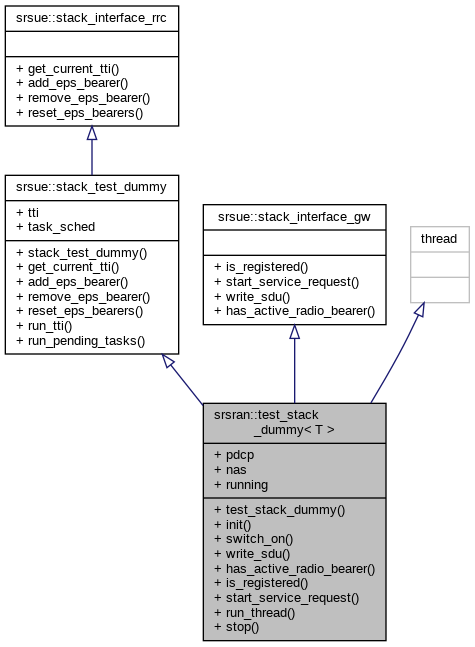 srsue::stack_interface_rrc
+ get_current_tti()
+ add_eps_bearer()
+ remove_eps_bearer()
+ reset_eps_bearers()
srsue::stack_test_dummy
+ tti
+ task_sched
+ stack_test_dummy()
+ get_current_tti()
+ add_eps_bearer()
+ remove_eps_bearer()
+ reset_eps_bearers()
+ run_tti()
+ run_pending_tasks()
srsue::stack_interface_gw
+ is_registered()
+ start_service_request()
+ write_sdu()
+ has_active_radio_bearer()
thread
srsran::test_stack
_dummy< T >
+ pdcp
+ nas
+ running
+ test_stack_dummy()
+ init()
+ switch_on()
+ write_sdu()
+ has_active_radio_bearer()
+ is_registered()
+ start_service_request()
+ run_thread()
+ stop()